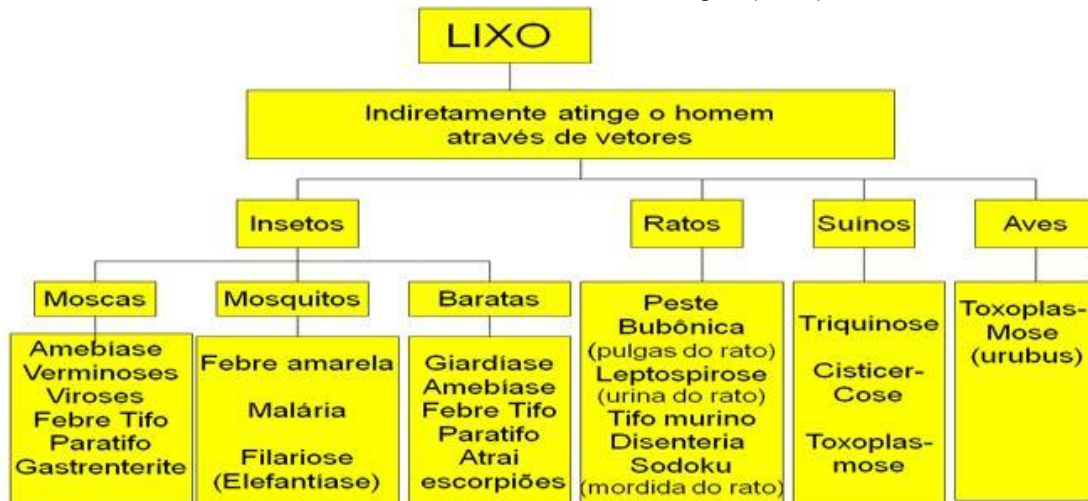 LIXO
Indiretamente atinge o homem
através de vetores
Insetos
Ratos
Suínos
Aves
Moscas
Mosquitos
Baratas
Amebíase
Verminoses
Viroses
Febre Tifo
Paratifo
Gastrenterite
Febre amarela
Malária
Filariose
(Elefantíase)
Giardíase
Amebíase
Febre Tifo
Paratifo
Atrai
escorpiões
Peste
Bubônica
(pulgas do rato)
Leptospirose
(urina do rato)
Tifo murino
Disenteria
Sodoku
(mordida do rato)
Triquinose
Cisticer-
Cose
Toxoplas-
mose
Toxoplas-
Mose
(urubus)